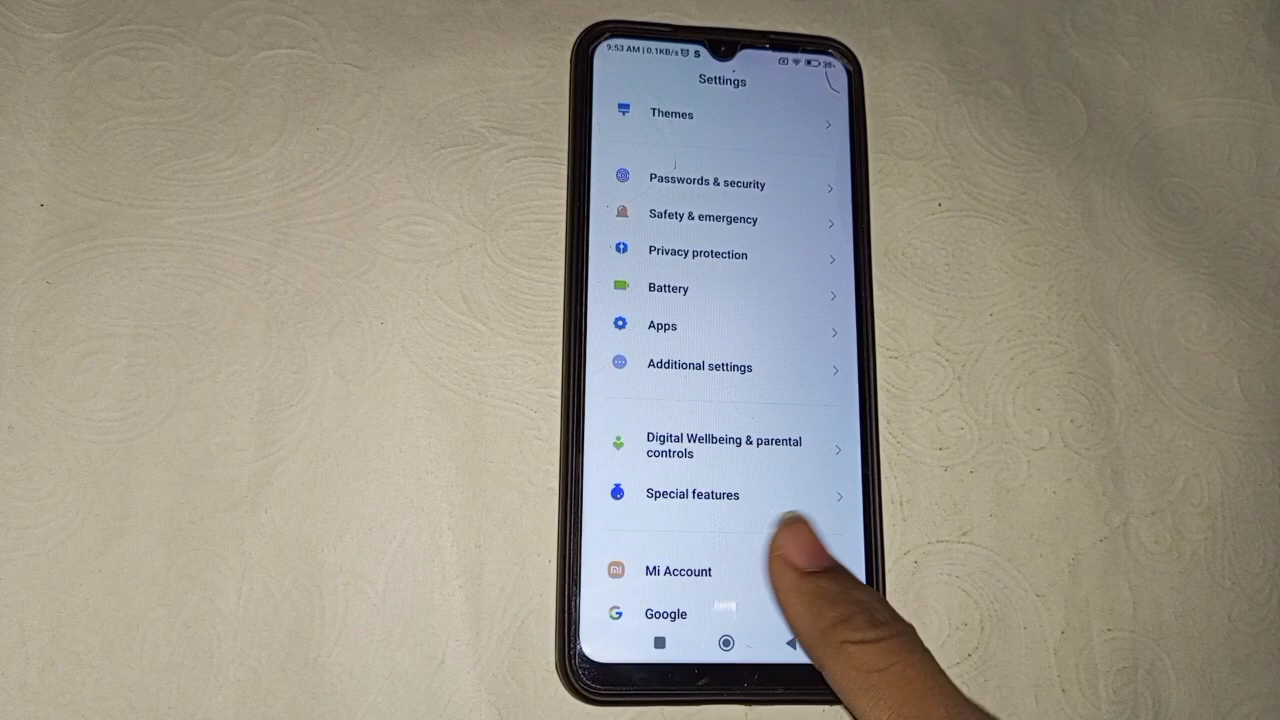 9:53 AM | 0.1KB/s S
38
Settings
Themes
Passwords & security
Safety & emergency
Privacy protection
Battery
Apps
Additional settings
Digital Wellbeing & parental
controls
Special features
Mi Account
Google